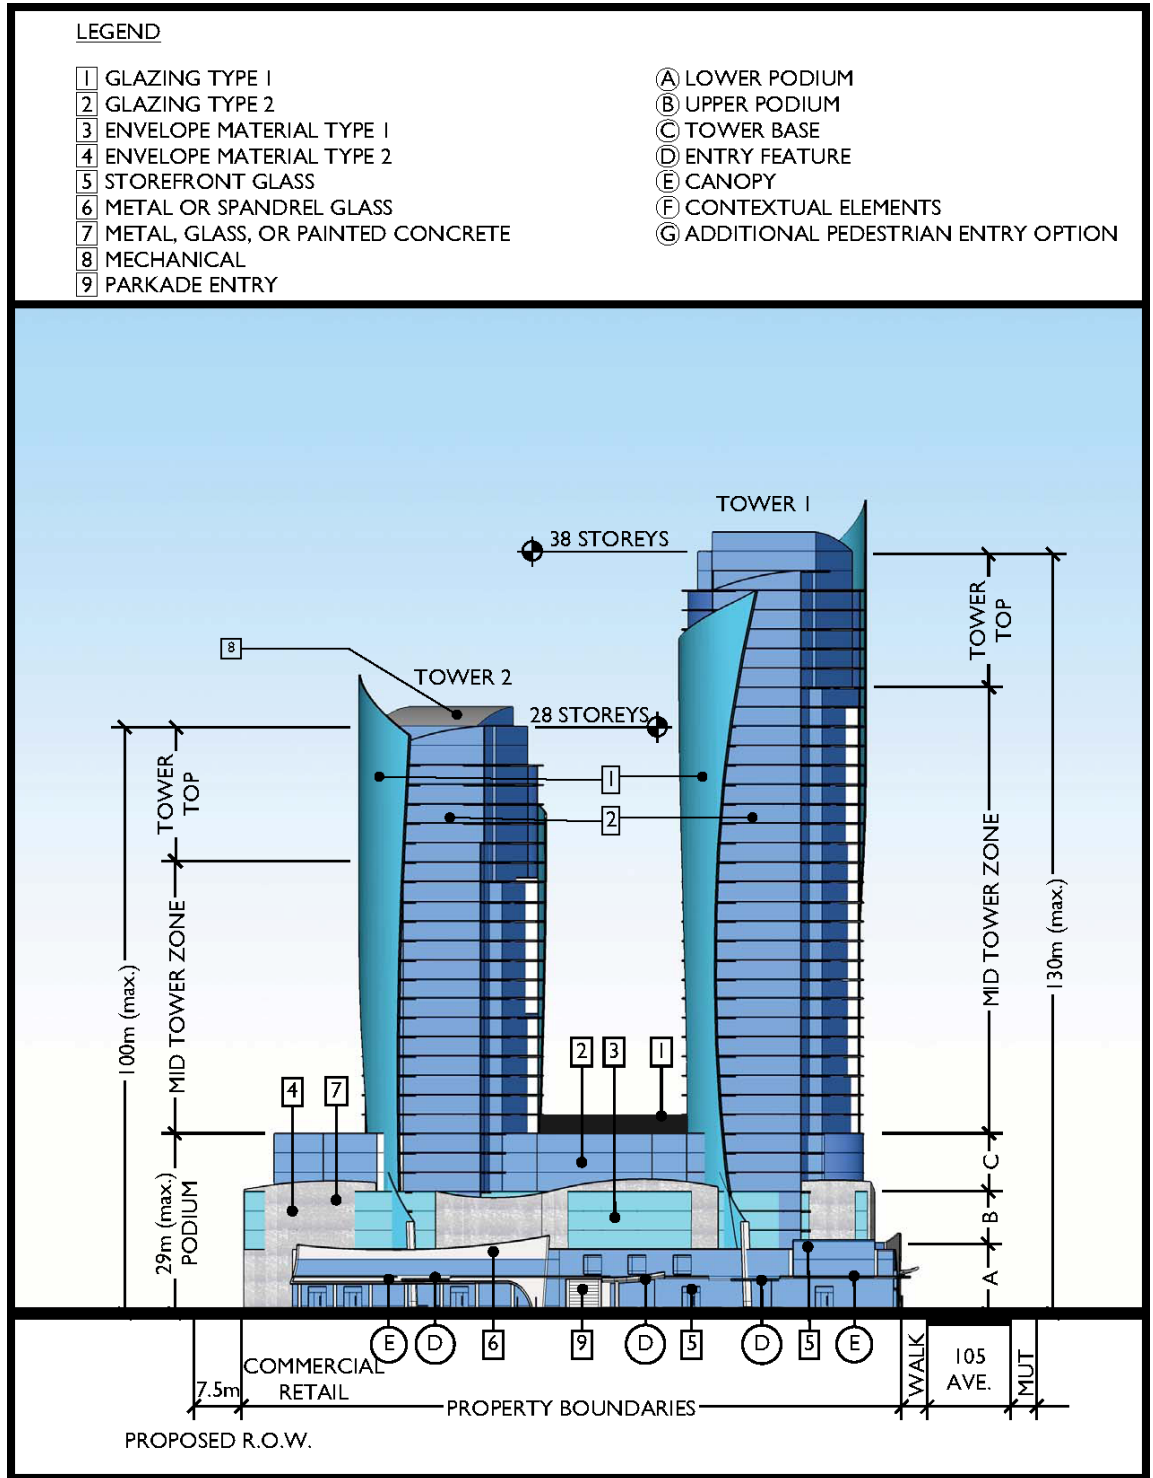 LEGEND
1 GLAZING TYPE 1
2 GLAZING TYPE 2
3 ENVELOPE MATERIAL TYPE 1
4 ENVELOPE MATERIAL TYPE 2
5 STOREFRONT GLASS
6 METAL OR SPANDREL GLASS
7 METAL, GLASS, OR PAINTED CONCRETE
8 MECHANICAL
9 PARKADE ENTRY
A LOWER PODIUM
B UPPER PODIUM
C TOWER BASE
D ENTRY FEATURE
E CANOPY
F CONTEXTUAL ELEMENTS
G ADDITIONAL PEDESTRIAN ENTRY OPTION
TOWER 1
38 STOREYS
TOWER TOP
8
TOWER 2
28 STOREYS
TOWER TOP
1
2
MID TOWER ZONE
130m (max.)
MID TOWER ZONE
100m (max.)
2 3 1
4 7
C
29m (max.)
PODIUM
B
A
E D 6 9 D 5 D 5 E
COMMERCIAL
RETAIL
7.5m
WALK
105
AVE.
MUT
PROPERTY BOUNDARIES
PROPOSED R.O.W.